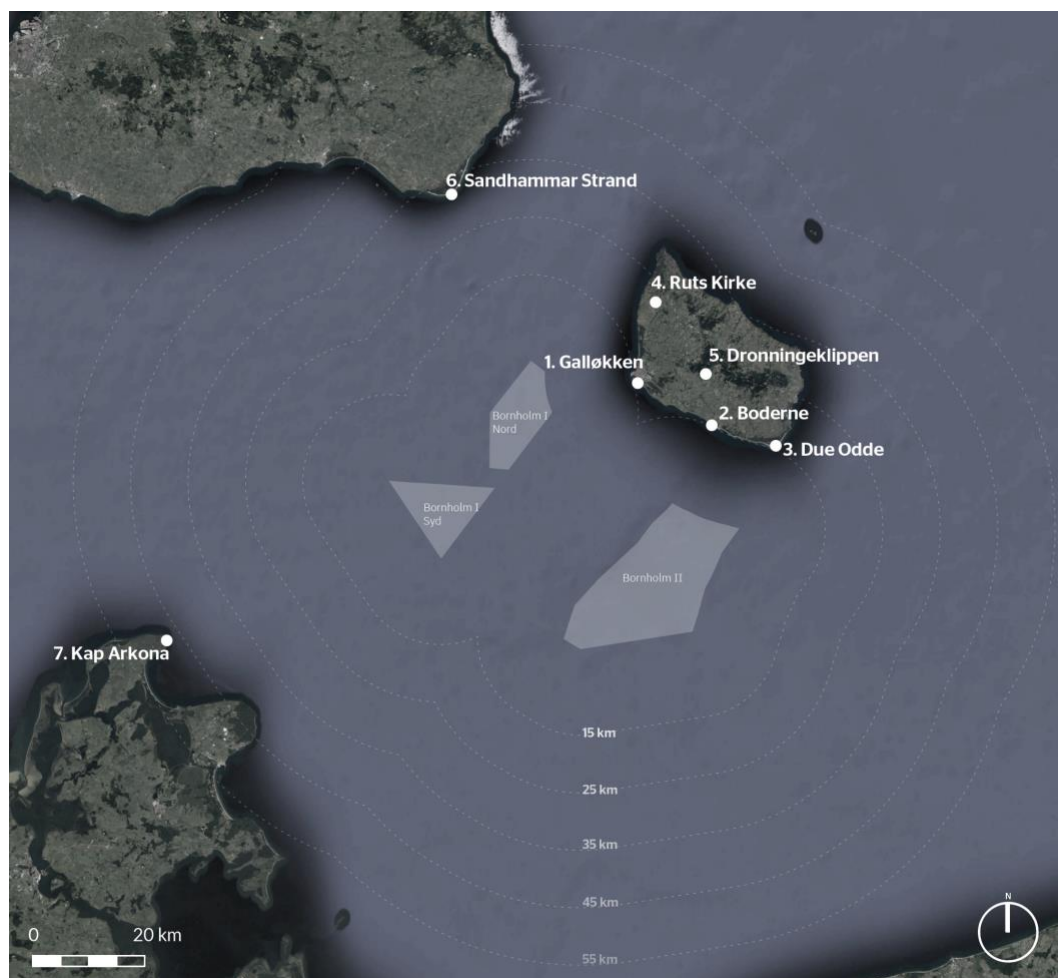 6. Sandhammar Strand
4. Ruts Kirke
1. Galløkken
5. Dronningeklippen
2. Boderne
3. Due Odde
Bornholm I
Nord
Bornholm I
Syd
Bornholm II
7. Kap Arkona
15 km
25 km
35 km
45 km
55 km
0
20 km
N